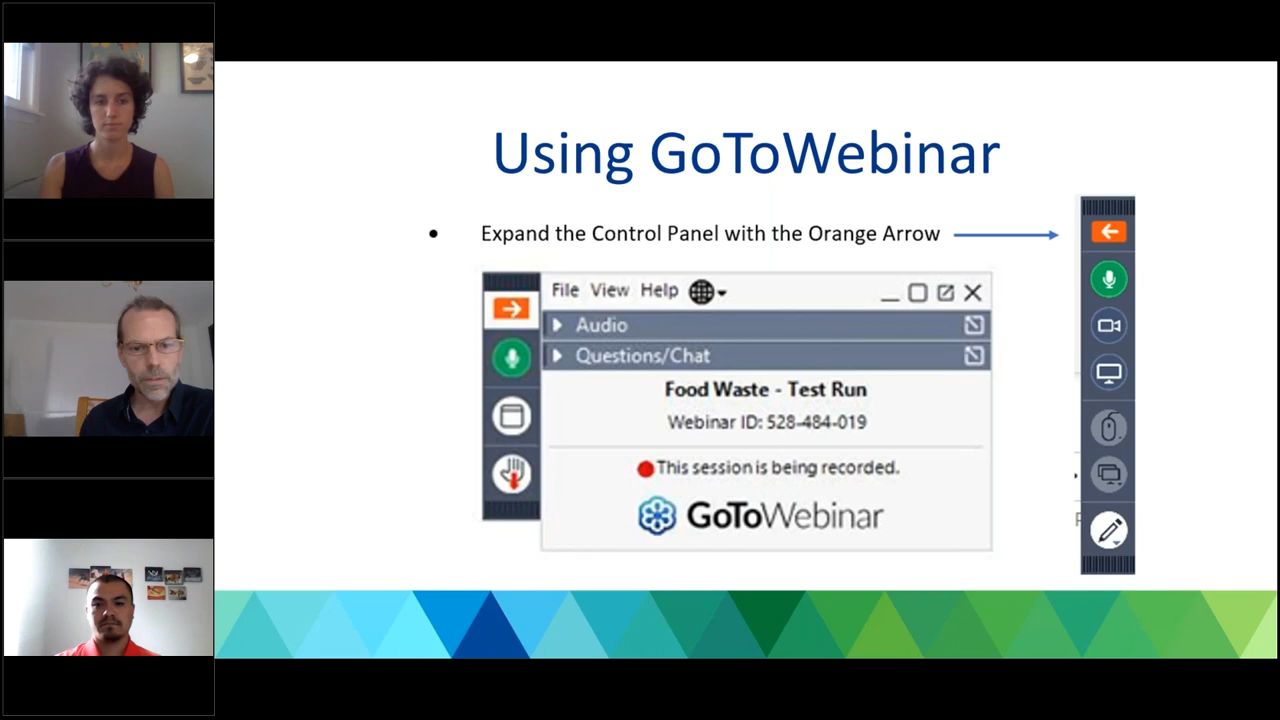 Using GoToWebinar
• Expand the Control Panel with the Orange Arrow
File View Help
Audio
Questions/Chat
Food Waste - Test Run
Webinar ID: 528-484-019
This session is being recorded.
GoToWebinar